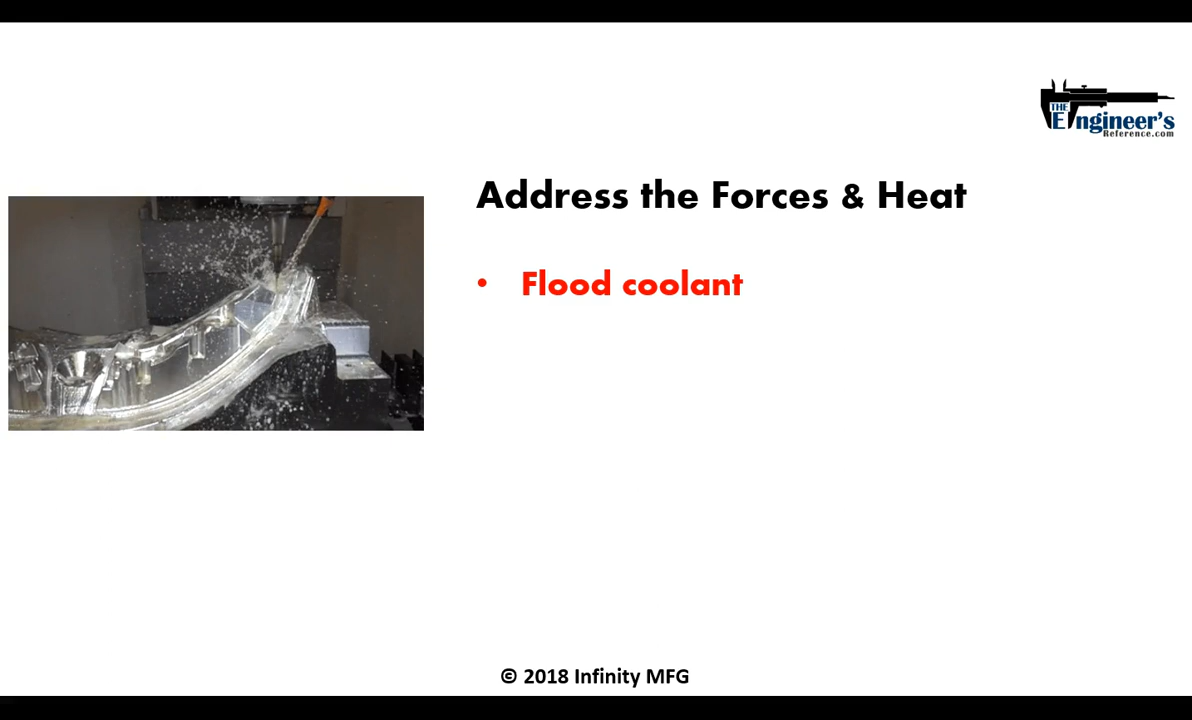 THE
Engineer's
Reference.com
Address the Forces & Heat
• Flood coolant
© 2018 Infinity MFG